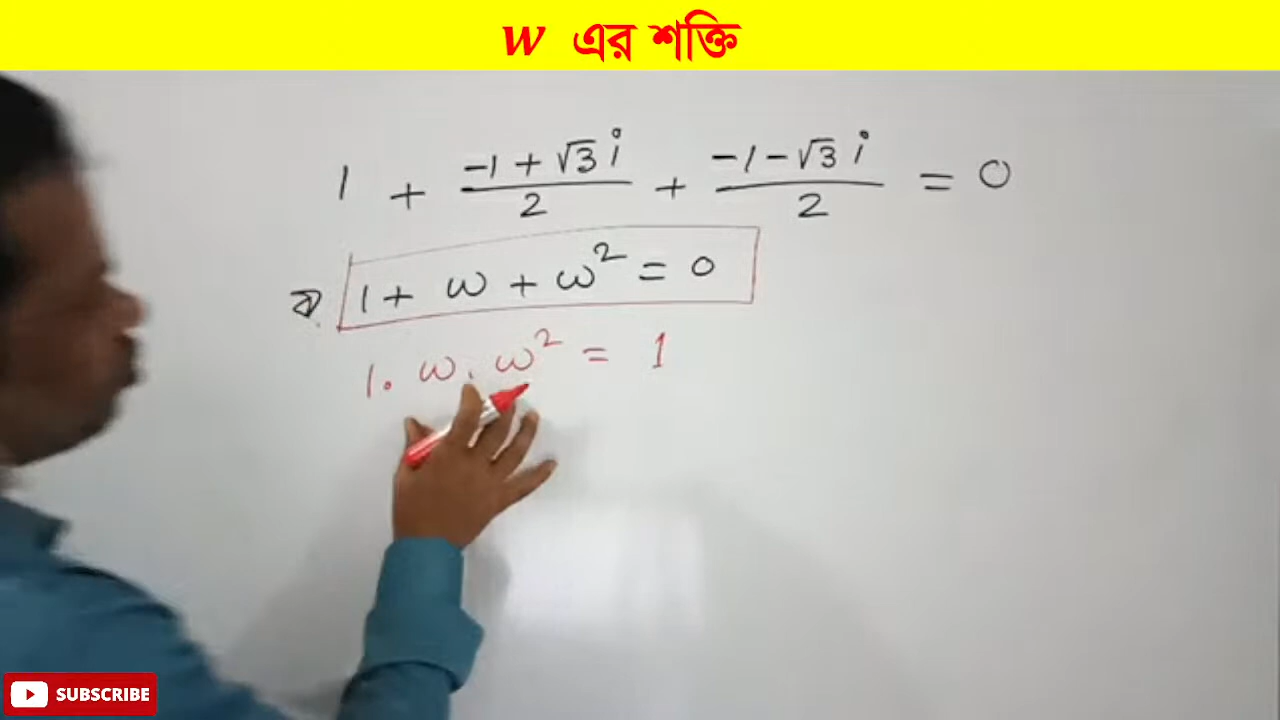 w এর শক্তি
1 + (-1 + √3 i)/2 + (-1 - √3 i)/2 = 0
বা 1 + ω + ω² = 0
1. ω. ω² = 1
SUBSCRIBE